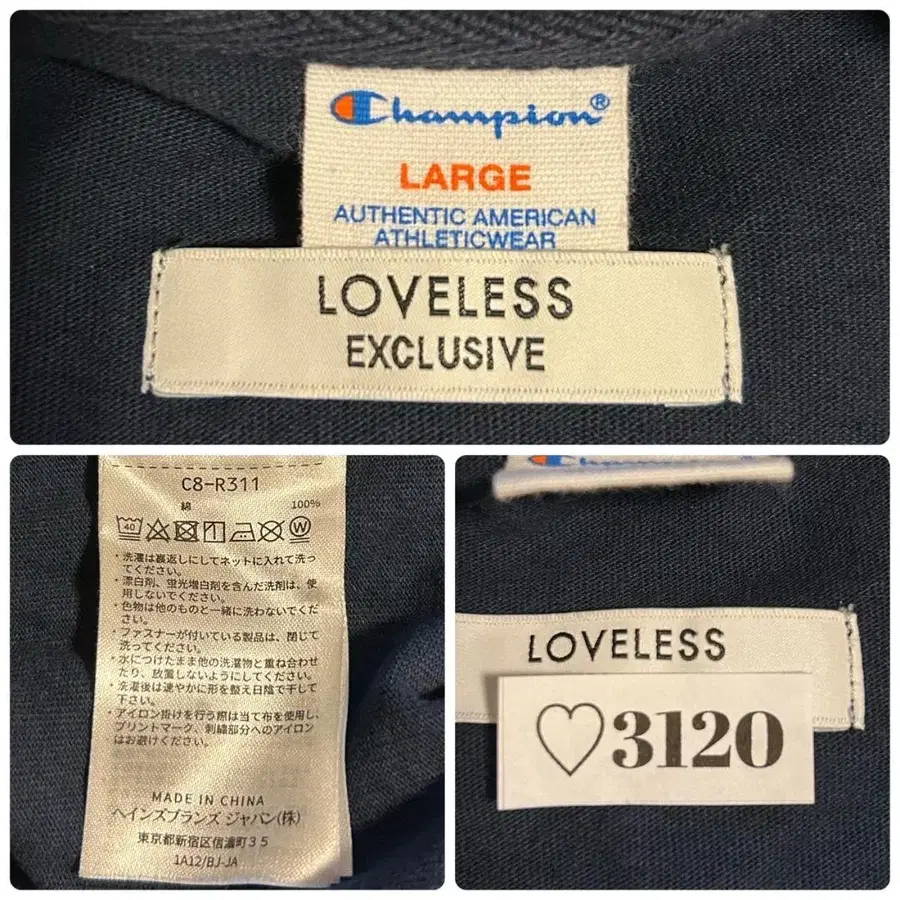 Champion®
LARGE
AUTHENTIC AMERICAN
ATHLETICWEAR
LOVELESS
EXCLUSIVE
C8-R311
綿 100%
40 W
・洗濯は裏返しにしてネットに入れて洗っ
てください。
・漂白剤、蛍光増白剤を含んだ洗剤は、使
用しないでください。
・色物は他のものと一緒に洗わないでくだ
さい。
・ファスナーが付いている製品は、閉じて
洗ってください。
・水につけたまま他の洗濯物と重ね合わせ
たり、放置しないようにしてください。
・洗濯後は速やかに形を整え日陰で干して
下さい。
・アイロン掛けを行う際は当て布を使用し、
プリントマーク、刺繍部分へのアイロン
はお避けください。
MADE IN CHINA
ヘインズブランズ ジャパン(株)
東京都新宿区信濃町35
1A12/BJ-JA
Champion
LOVELESS
♡3120